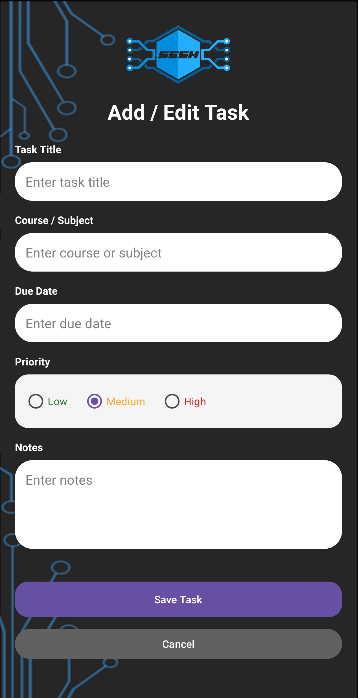 Add / Edit Task
Task Title
Enter task title
Course / Subject
Enter course or subject
Due Date
Enter due date
Priority
Low Medium High
Notes
Enter notes
Save Task
Cancel